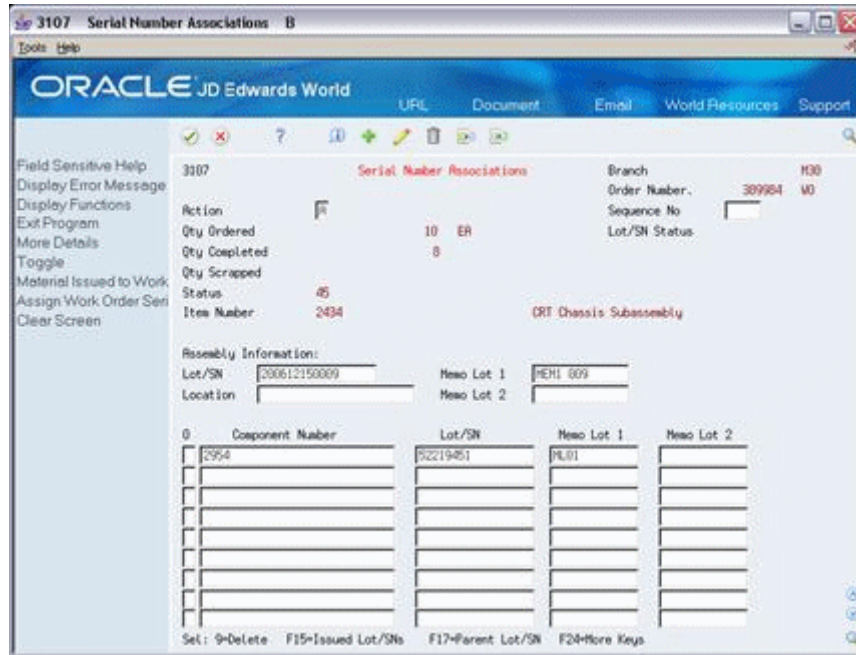 3107 Serial Number Associations B
Tools Help
ORACLE JD Edwards World
URL Document Email World Resources Support
Field Sensitive Help
Display Error Message
Display Functions
Exit Program
More Details
Toggle
Material Issued to Work
Assign Work Order Seri
Clear Screen
3107 Serial Number Associations Branch M30
Order Number. 389984 WO
Action A Sequence No
Qty Ordered 10 EA Lot/SN Status
Qty Completed 8
Qty Scrapped
Status 45
Item Number 2434 CRT Chassis Subassembly
Assembly Information:
Lot/SN 200612150009 Memo Lot 1 MEM1 009
Location Memo Lot 2
O Component Number Lot/SN Memo Lot 1 Memo Lot 2
2954 52219451 ML01
Sel: 9=Delete F15=Issued Lot/SNs F17=Parent Lot/SN F24=More Keys